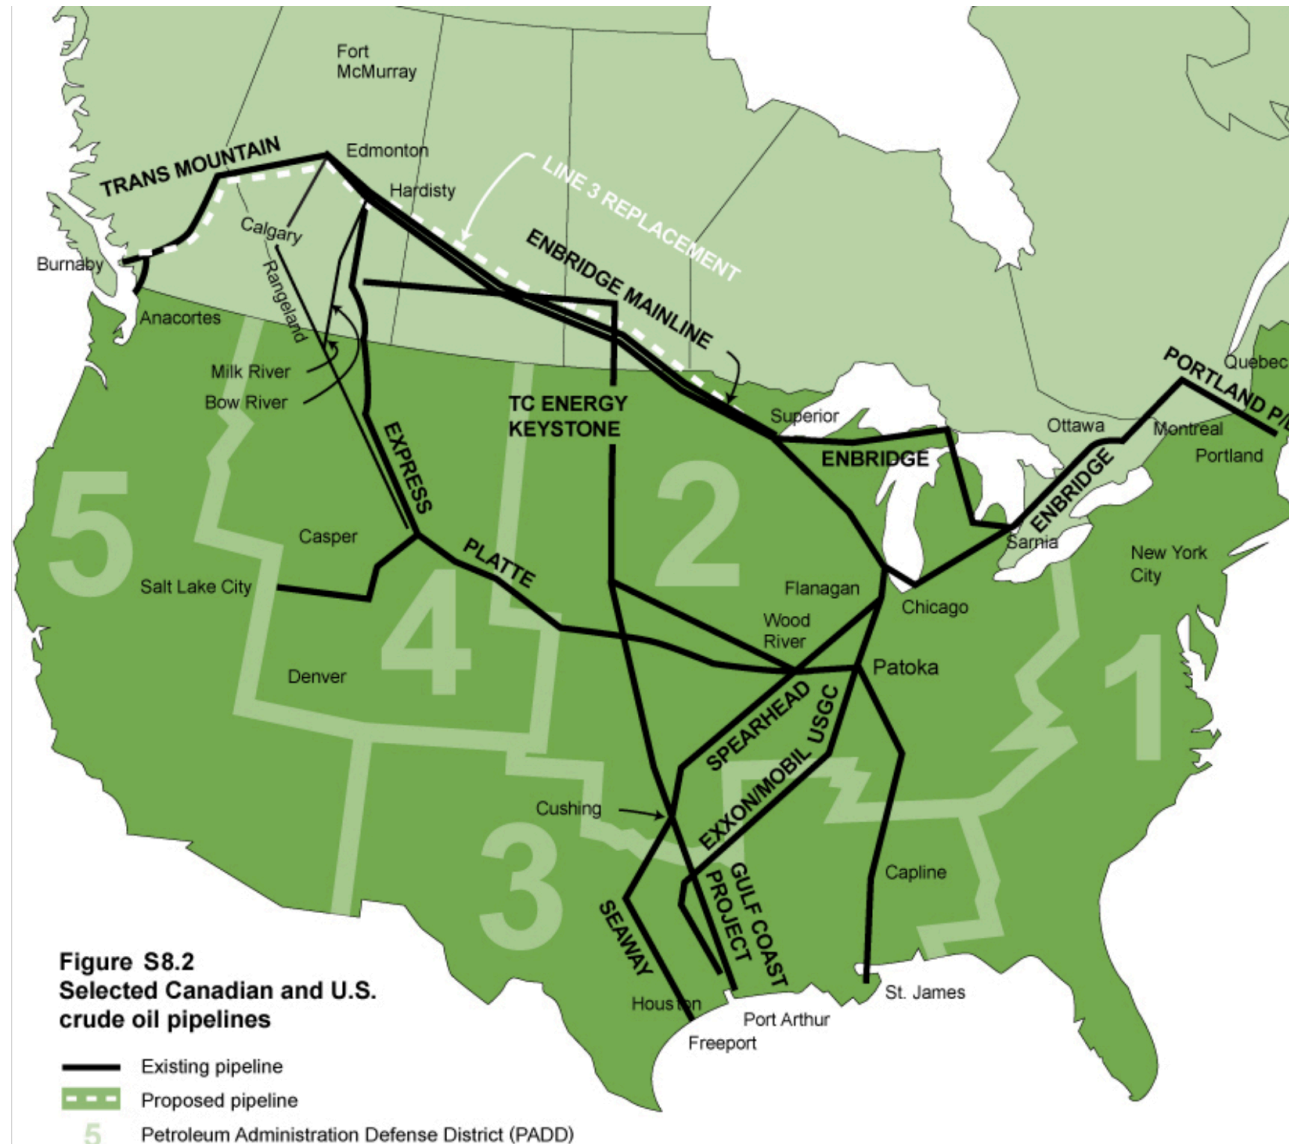 Fort
McMurray
TRANS MOUNTAIN
Edmonton
Hardisty
LINE 3 REPLACEMENT
Calgary
ENBRIDGE MAINLINE
Burnaby
Rangeland
Anacortes
Milk River
Bow River
TC ENERGY
KEYSTONE
EXPRESS
Superior
ENBRIDGE
Ottawa
PORTLAND P/L
Quebec
Montreal
Portland
ENBRIDGE
Sarnia
5
2
Casper
PLATTE
Salt Lake City
4
Flanagan
Chicago
New York
City
Wood
River
Denver
Patoka
1
SPEARHEAD
EXXON/MOBIL USGC
Cushing
3
SEAWAY
GULF COAST
PROJECT
Capline
Houston
Port Arthur
Freeport
St. James
Figure S8.2
Selected Canadian and U.S.
crude oil pipelines
Existing pipeline
Proposed pipeline
5 Petroleum Administration Defense District (PADD)